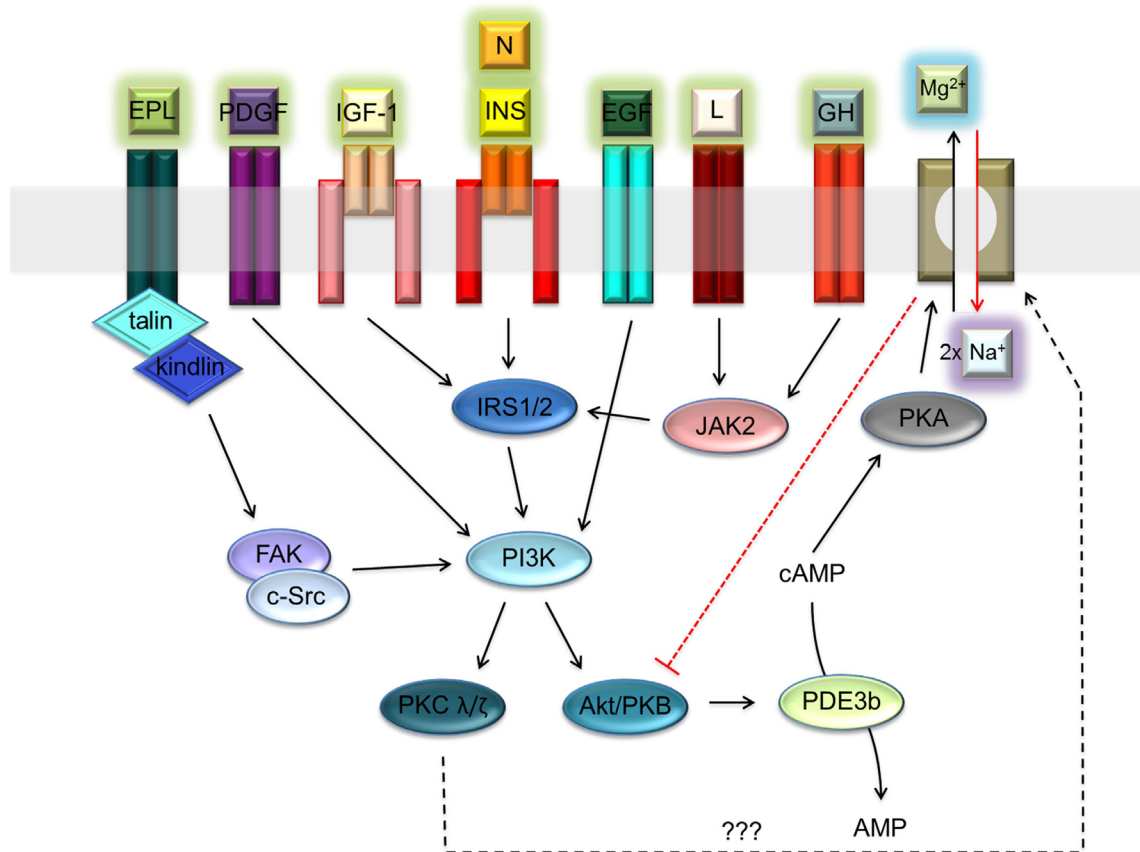 N
EPL
PDGF
IGF-1
INS
EGF
L
GH
Mg²⁺
talin
kindlin
2x Na⁺
IRS1/2
JAK2
PKA
FAK
c-Src
PI3K
cAMP
PKC λ/ζ
Akt/PKB
PDE3b
???
AMP